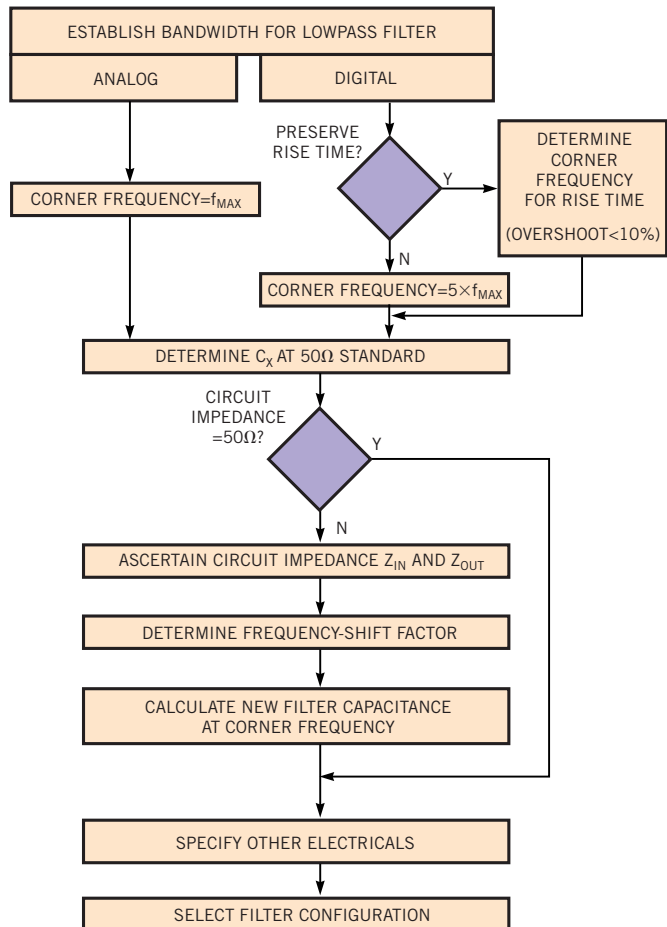 ESTABLISH BANDWIDTH FOR LOWPASS FILTER
ANALOG
DIGITAL
PRESERVE
RISE TIME?
Y
DETERMINE
CORNER
FREQUENCY
FOR RISE TIME
(OVERSHOOT<10%)
CORNER FREQUENCY=fMAX
N
CORNER FREQUENCY=5×fMAX
DETERMINE CX AT 50Ω STANDARD
CIRCUIT
IMPEDANCE
=50Ω?
Y
N
ASCERTAIN CIRCUIT IMPEDANCE ZIN AND ZOUT
DETERMINE FREQUENCY-SHIFT FACTOR
CALCULATE NEW FILTER CAPACITANCE
AT CORNER FREQUENCY
SPECIFY OTHER ELECTRICALS
SELECT FILTER CONFIGURATION